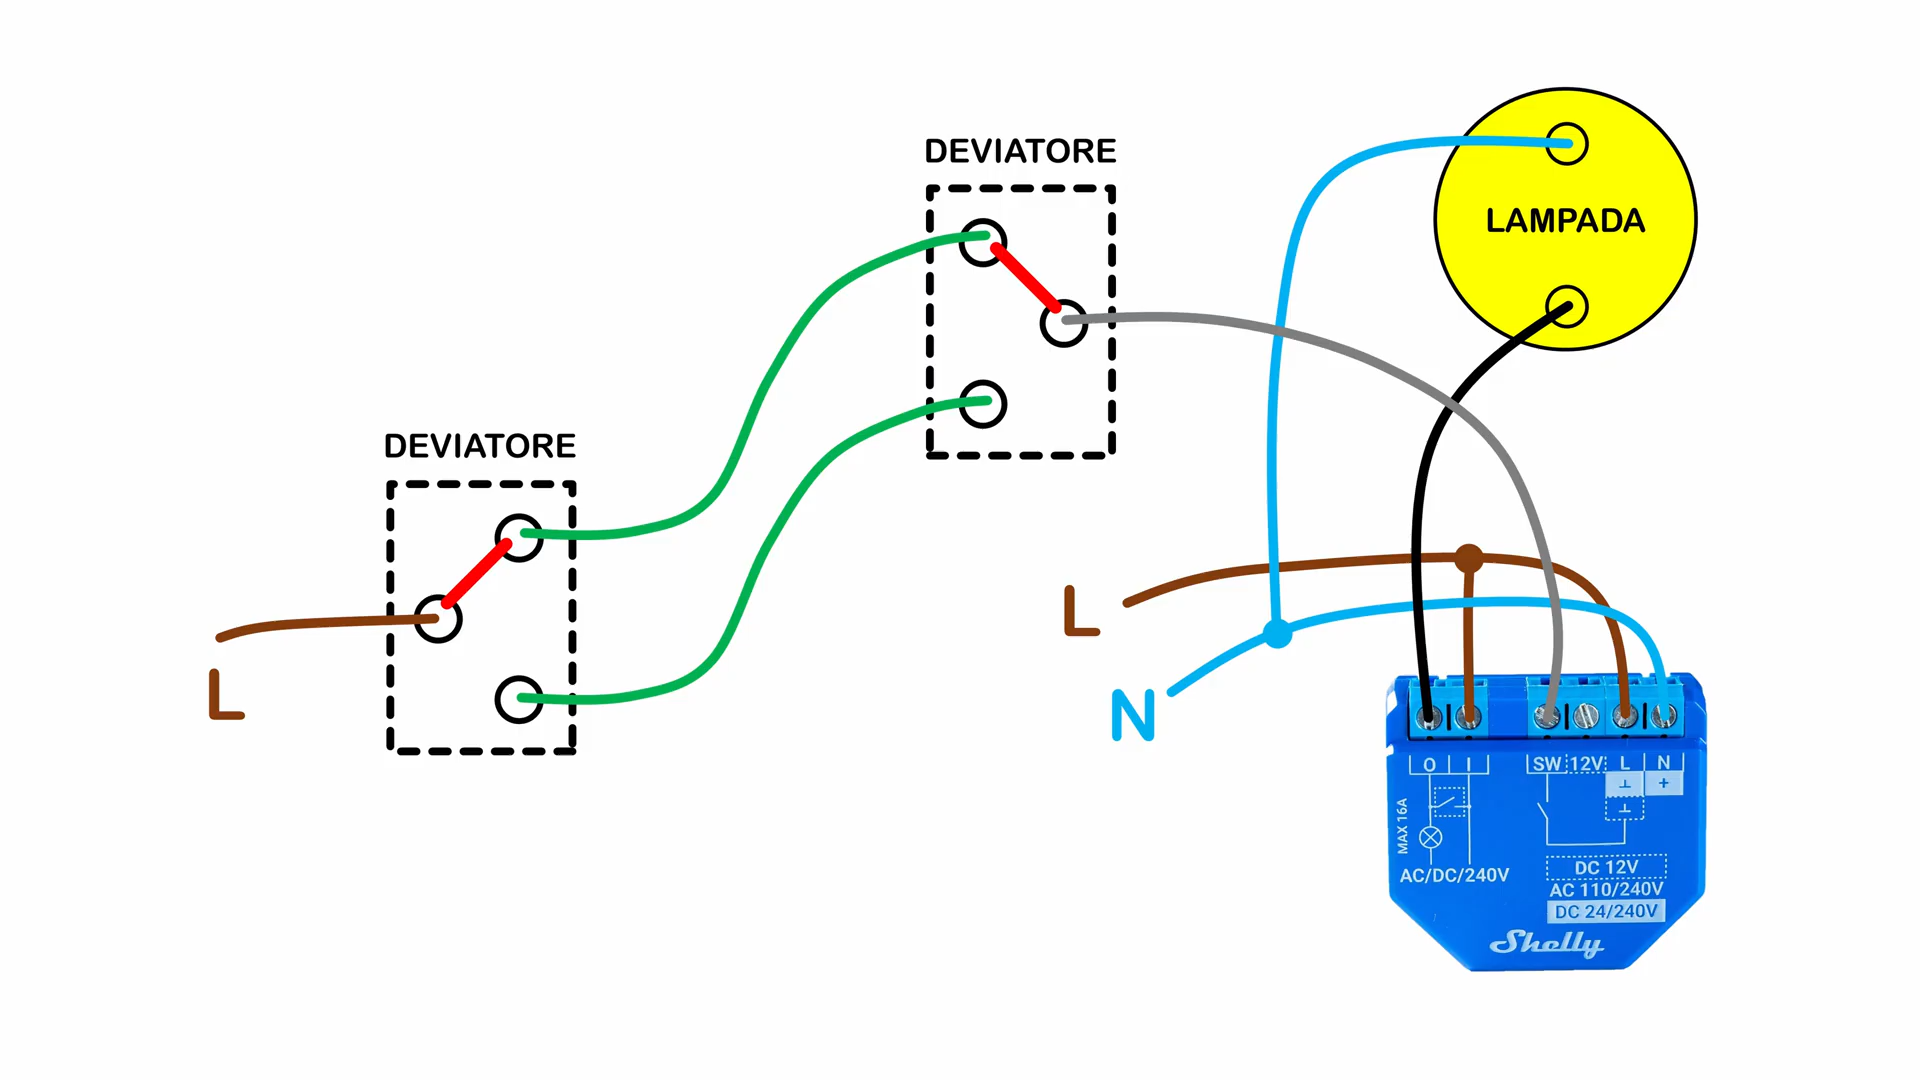 DEVIATORE
LAMPADA
DEVIATORE
L
L
N
O I SW 12V L N
⊥ +
⊥
MAX 16A
AC/DC/240V
DC 12V
AC 110/240V
DC 24/240V
Shelly